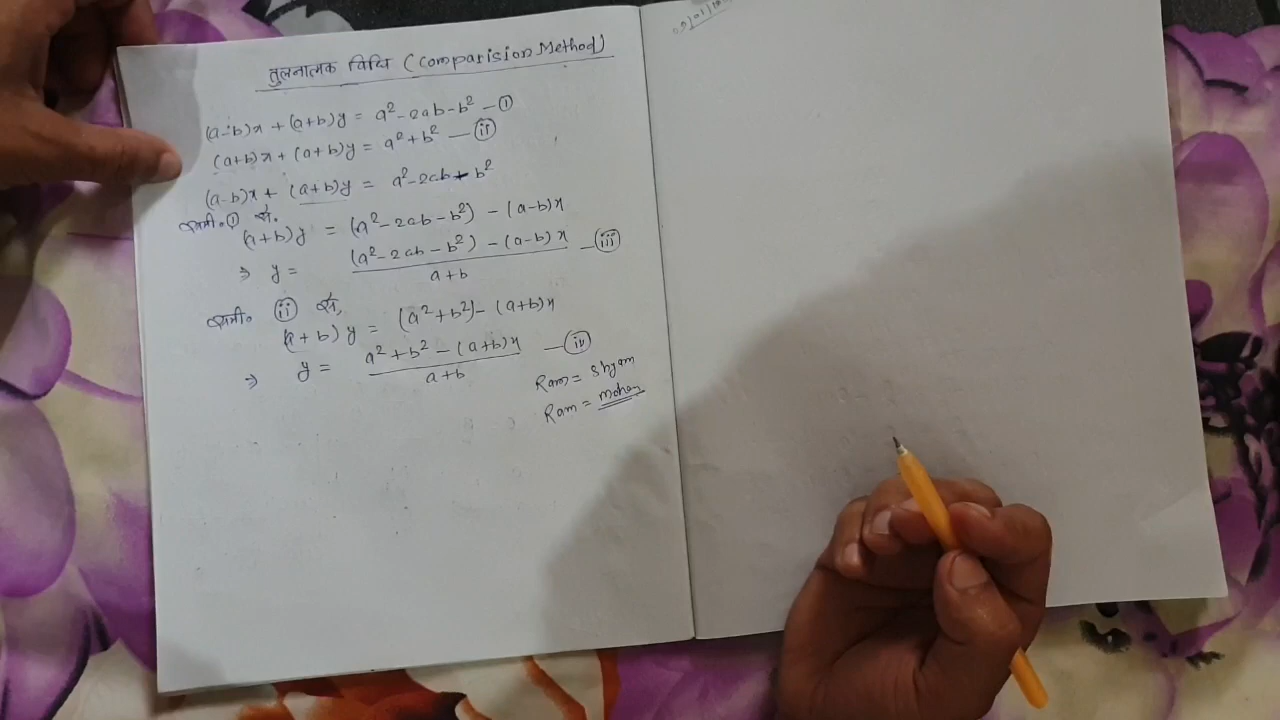 तुलनात्मक विधि (Comparision Method)
(a-b)x + (a+b)y = a² - 2ab - b² — (i)
(a+b)x + (a+b)y = a² + b² — (ii)
(a-b)x + (a+b)y = a² - 2ab - b²
समी० (i) से,
(a+b)y = (a² - 2ab - b²) - (a-b)x
⇒ y = (a² - 2ab - b²) - (a-b)x / a+b — (iii)
समी० (ii) से,
(a+b)y = (a² + b²) - (a+b)x
⇒ y = a² + b² - (a+b)x / a+b — (iv)
Ram = Shyam
Ram = mohan